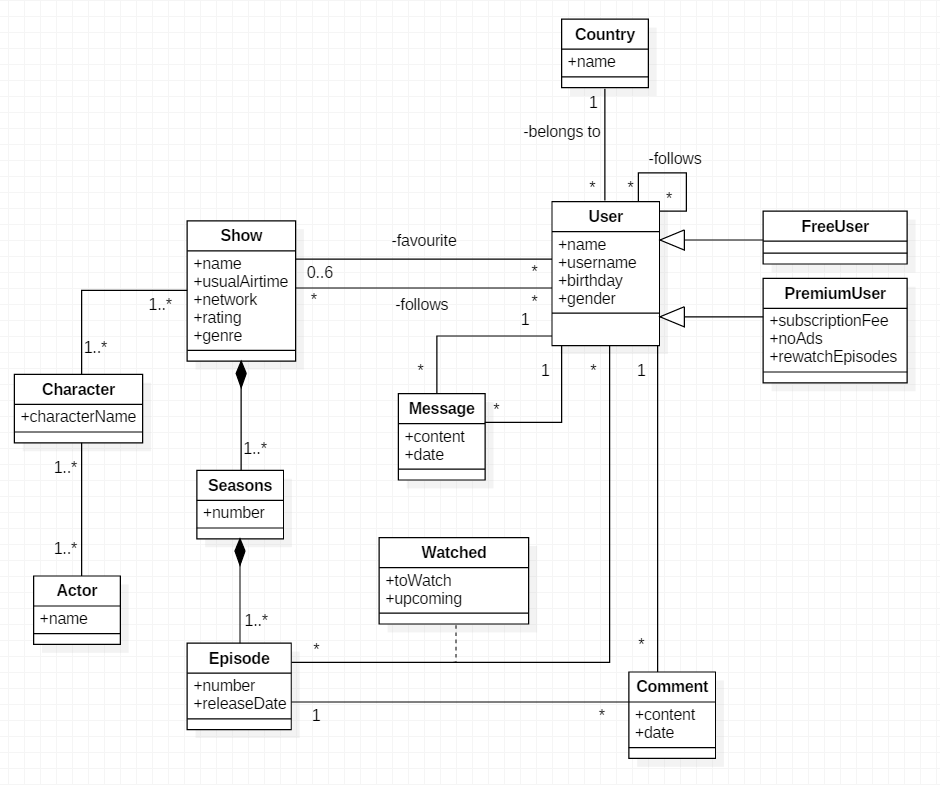 Country
+name
1
-belongs to
*
-follows
*
*
User
+name
+username
+birthday
+gender
FreeUser
PremiumUser
+subscriptionFee
+noAds
+rewatchEpisodes
Show
+name
+usualAirtime
+network
+rating
+genre
-favourite
0..6
*
*
*
-follows
1
1..*
1..*
Character
+characterName
*
1
*
1
Message
+content
+date
*
1..*
1..*
1..*
Seasons
+number
Actor
+name
Watched
+toWatch
+upcoming
1..*
*
*
Episode
+number
+releaseDate
1
*
Comment
+content
+date